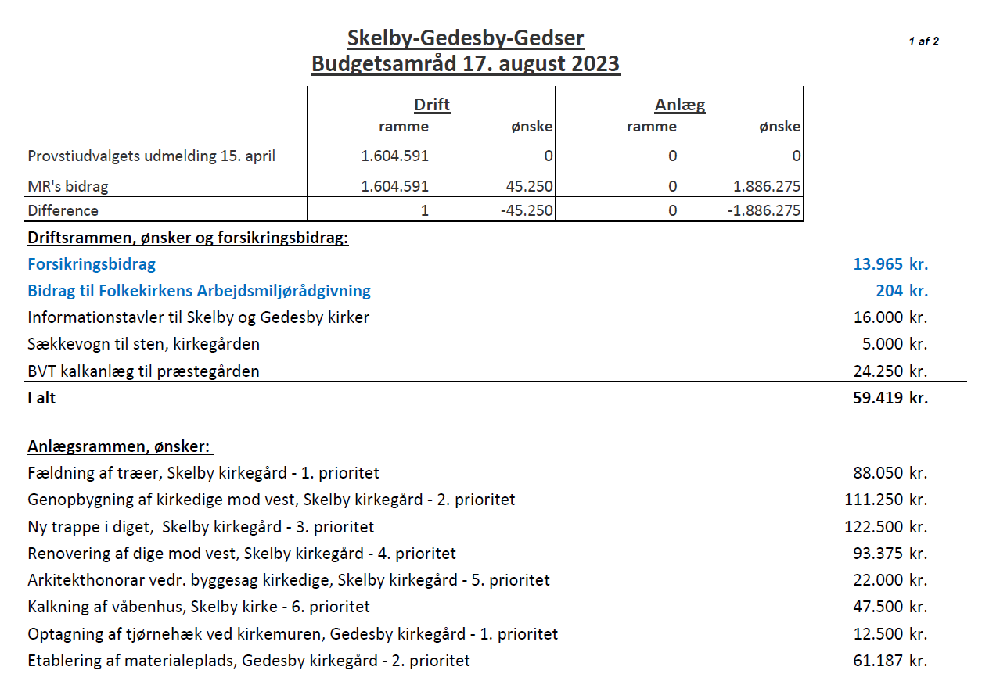 Skelby-Gedesby-Gedser
1 af 2
Budgetsamråd 17. august 2023
Drift Anlæg
ramme ønske ramme ønske
Provstiudvalgets udmelding 15. april 1.604.591 0 0 0
MR's bidrag 1.604.591 45.250 0 1.886.275
Difference 1 -45.250 0 -1.886.275
Driftsrammen, ønsker og forsikringsbidrag:
Forsikringsbidrag 13.965 kr.
Bidrag til Folkekirkens Arbejdsmiljørådgivning 204 kr.
Informationstavler til Skelby og Gedesby kirker 16.000 kr.
Sækkevogn til sten, kirkegården 5.000 kr.
BVT kalkanlæg til præstegården 24.250 kr.
I alt 59.419 kr.
Anlægsrammen, ønsker:
Fældning af træer, Skelby kirkegård - 1. prioritet 88.050 kr.
Genopbygning af kirkedige mod vest, Skelby kirkegård - 2. prioritet 111.250 kr.
Ny trappe i diget, Skelby kirkegård - 3. prioritet 122.500 kr.
Renovering af dige mod vest, Skelby kirkegård - 4. prioritet 93.375 kr.
Arkitekthonorar vedr. byggesag kirkedige, Skelby kirkegård - 5. prioritet 22.000 kr.
Kalkning af våbenhus, Skelby kirke - 6. prioritet 47.500 kr.
Optagning af tjørnehæk ved kirkemuren, Gedesby kirkegård - 1. prioritet 12.500 kr.
Etablering af materialeplads, Gedesby kirkegård - 2. prioritet 61.187 kr.